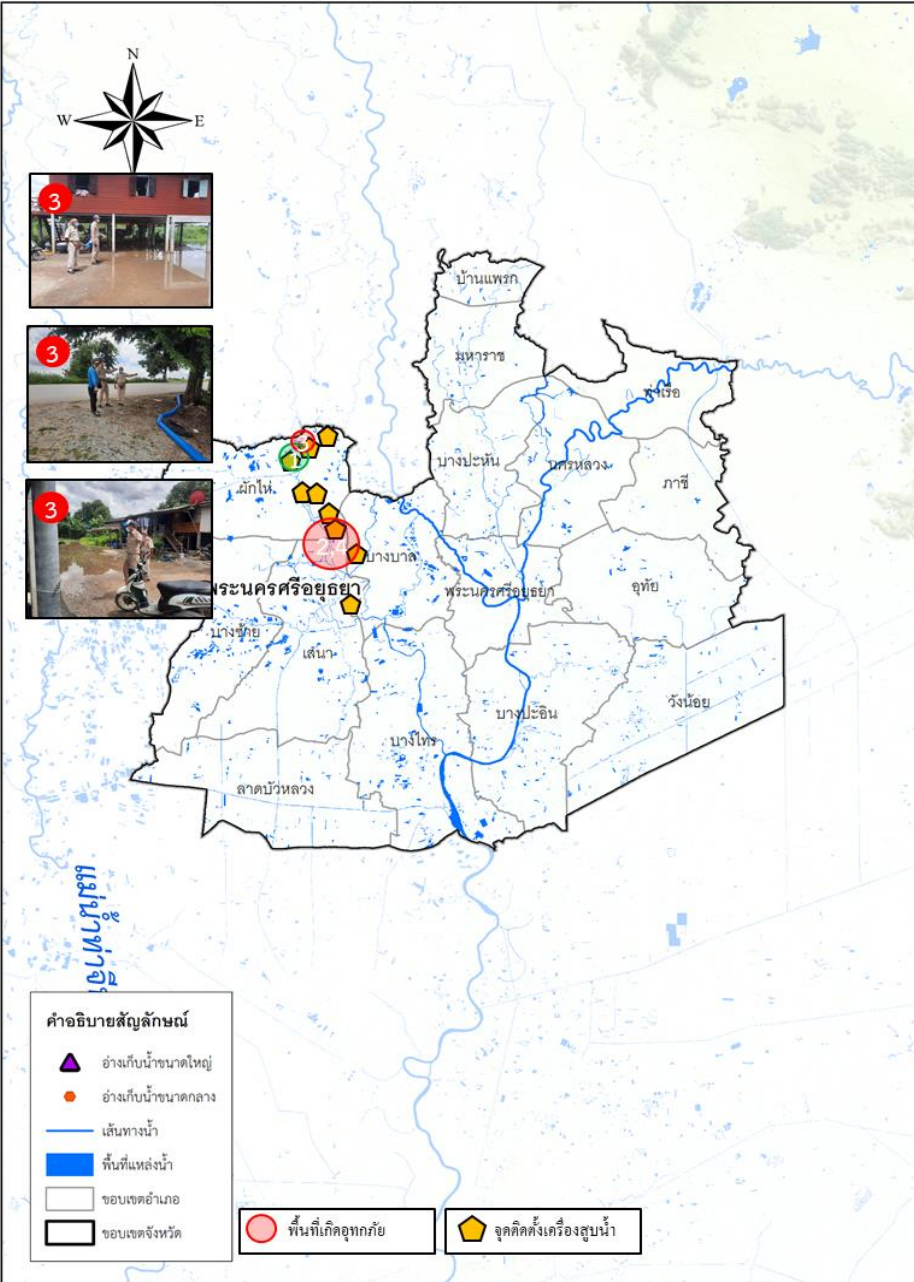 N
W
E
3
3
3
บ้านแพรก
มหาราช
ท่าเรือ
บางปะหัน
นครหลวง
ภาชี
ผักไห่
2,4
บางบาล
พระนครศรีอยุธยา
พระนครศรีอยุธยา
อุทัย
บางซ้าย
เสนา
บางไทร
บางปะอิน
วังน้อย
ลาดบัวหลวง
คำอธิบายสัญลักษณ์
อ่างเก็บน้ำขนาดใหญ่
อ่างเก็บน้ำขนาดกลาง
เส้นทางน้ำ
พื้นที่แหล่งน้ำ
ขอบเขตอำเภอ
ขอบเขตจังหวัด
พื้นที่เกิดอุทกภัย
จุดติดตั้งเครื่องสูบน้ำ